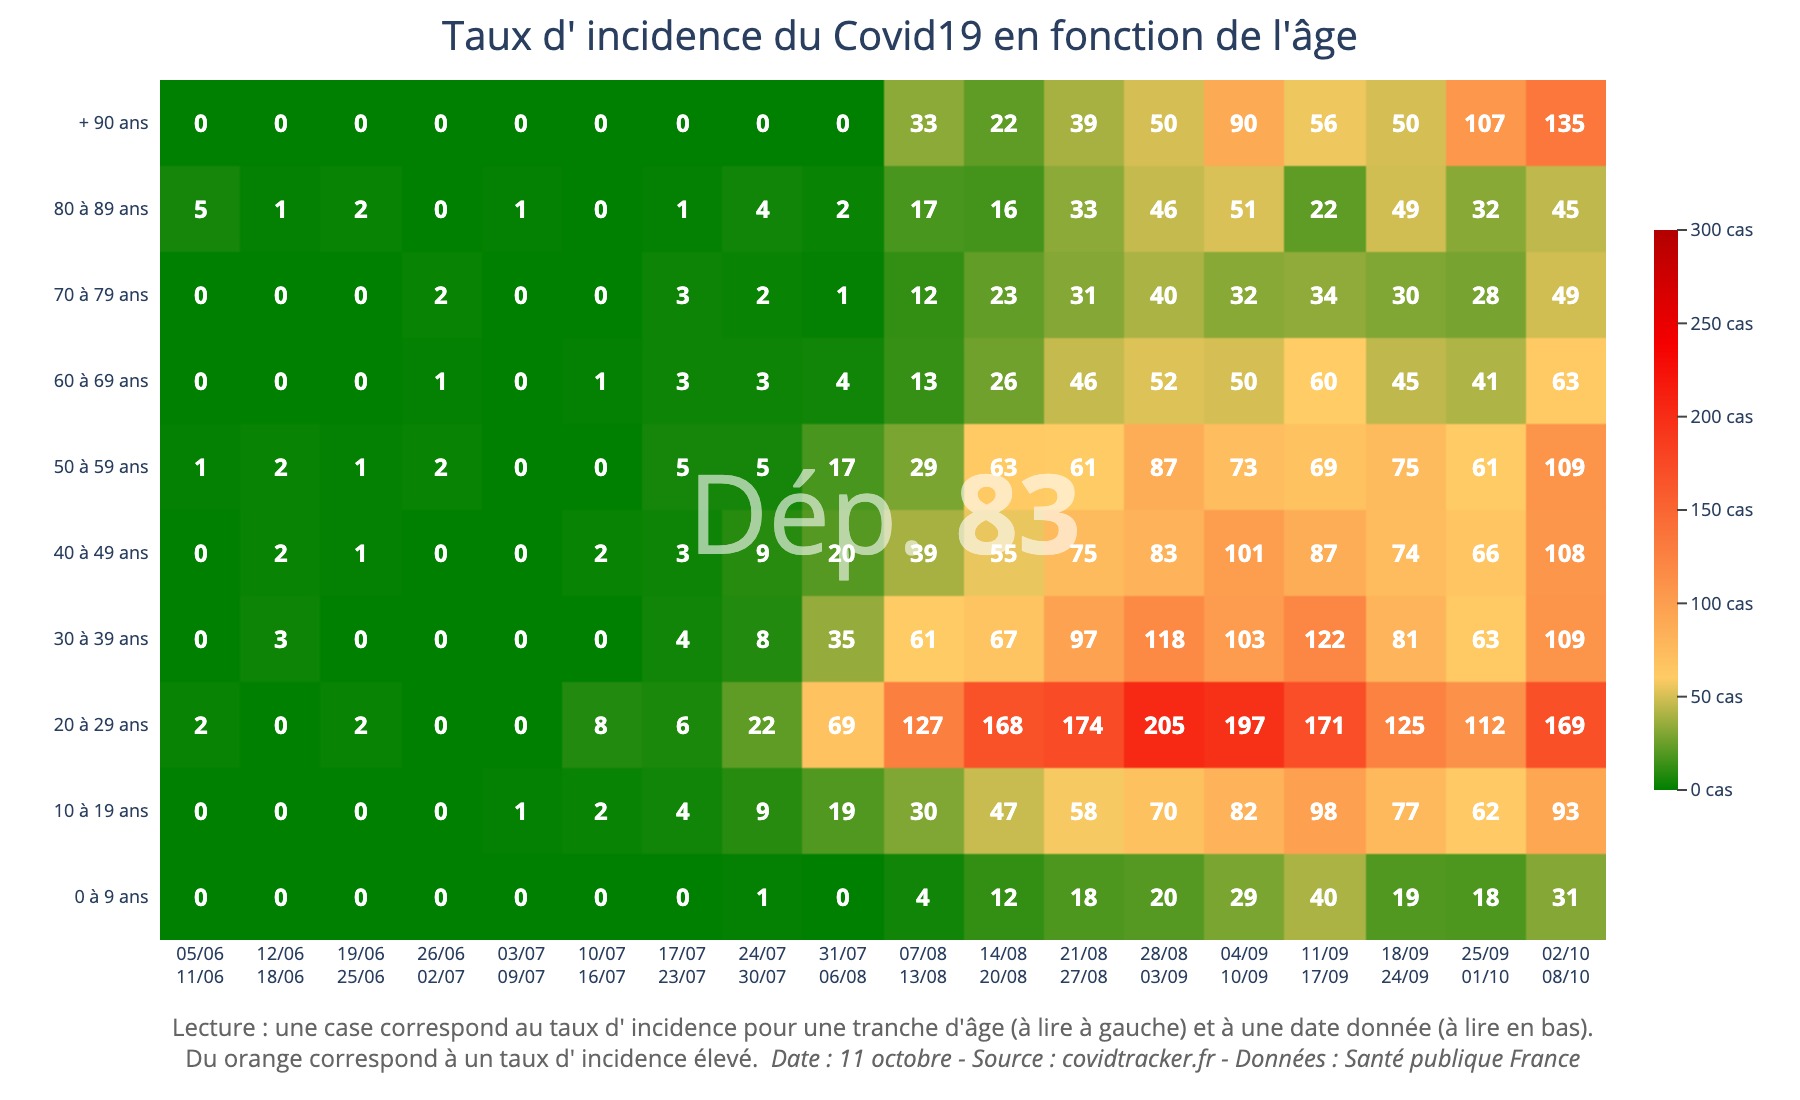 Taux d' incidence du Covid19 en fonction de l'âge
+ 90 ans 0 0 0 0 0 0 0 0 0 33 22 39 50 90 56 50 107 135
80 à 89 ans 5 1 2 0 1 0 1 4 2 17 16 33 46 51 22 49 32 45
70 à 79 ans 0 0 0 2 0 0 3 2 1 12 23 31 40 32 34 30 28 49
60 à 69 ans 0 0 0 1 0 1 3 3 4 13 26 46 52 50 60 45 41 63
50 à 59 ans 1 2 1 2 0 0 5 5 17 29 63 61 87 73 69 75 61 109
Dép. 83
40 à 49 ans 0 2 1 0 0 2 3 9 20 39 55 75 83 101 87 74 66 108
30 à 39 ans 0 3 0 0 0 0 4 8 35 61 67 97 118 103 122 81 63 109
20 à 29 ans 2 0 2 0 0 8 6 22 69 127 168 174 205 197 171 125 112 169
10 à 19 ans 0 0 0 0 1 2 4 9 19 30 47 58 70 82 98 77 62 93
0 à 9 ans 0 0 0 0 0 0 0 1 0 4 12 18 20 29 40 19 18 31
05/06 12/06 19/06 26/06 03/07 10/07 17/07 24/07 31/07 07/08 14/08 21/08 28/08 04/09 11/09 18/09 25/09 02/10
11/06 18/06 25/06 02/07 09/07 16/07 23/07 30/07 06/08 13/08 20/08 27/08 03/09 10/09 17/09 24/09 01/10 08/10
300 cas
250 cas
200 cas
150 cas
100 cas
50 cas
0 cas
Lecture : une case correspond au taux d' incidence pour une tranche d'âge (à lire à gauche) et à une date donnée (à lire en bas).
Du orange correspond à un taux d' incidence élevé. Date : 11 octobre - Source : covidtracker.fr - Données : Santé publique France